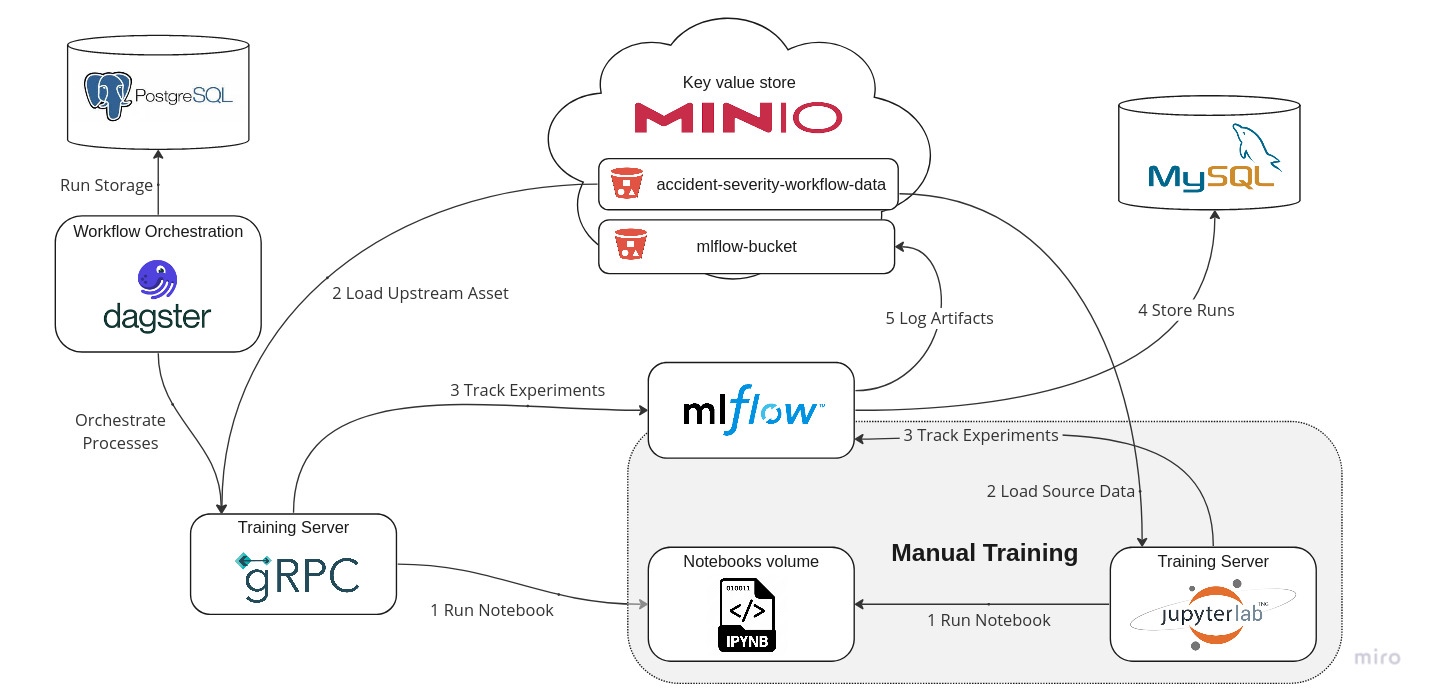 PostgreSQL
Run Storage
Workflow Orchestration
dagster
Orchestrate
Processes
Key value store
MINIO
accident-severity-workflow-data
mlflow-bucket
MySQL
2 Load Upstream Asset
5 Log Artifacts
4 Store Runs
3 Track Experiments
mlflow™
3 Track Experiments
2 Load Source Data
Training Server
gRPC
1 Run Notebook
Notebooks volume
010011
</>
IPYNB
Manual Training
1 Run Notebook
Training Server
jupyterlab INC
miro